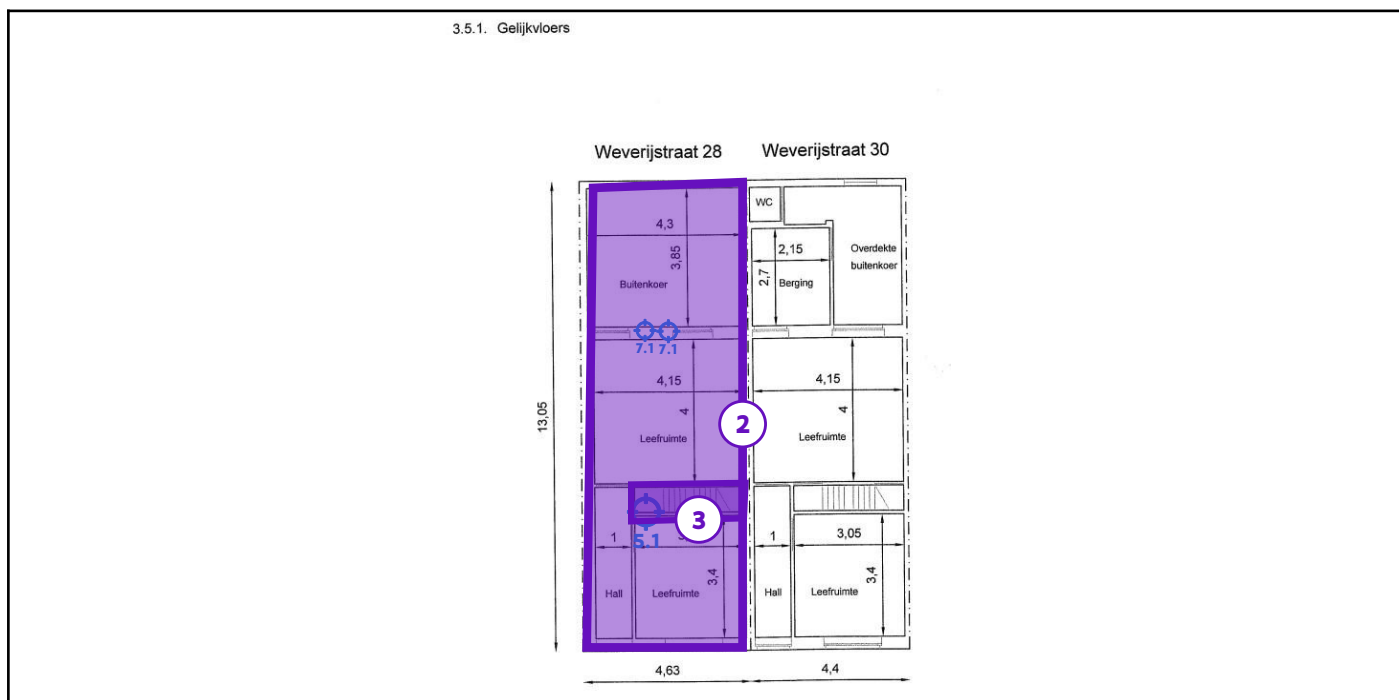 3.5.1. Gelijkvloers
Weverijstraat 28
Weverijstraat 30
WC
4,3
3,85
Buitenkoer
2,15
2,7
Berging
Overdekte
buitenkoer
7.1 7.1
13,05
4,15
4
Leefruimte
2
4,15
4
Leefruimte
3
5.1
1
3,4
Hall
Leefruimte
1
3,05
3,4
Hall
Leefruimte
4,63
4,4